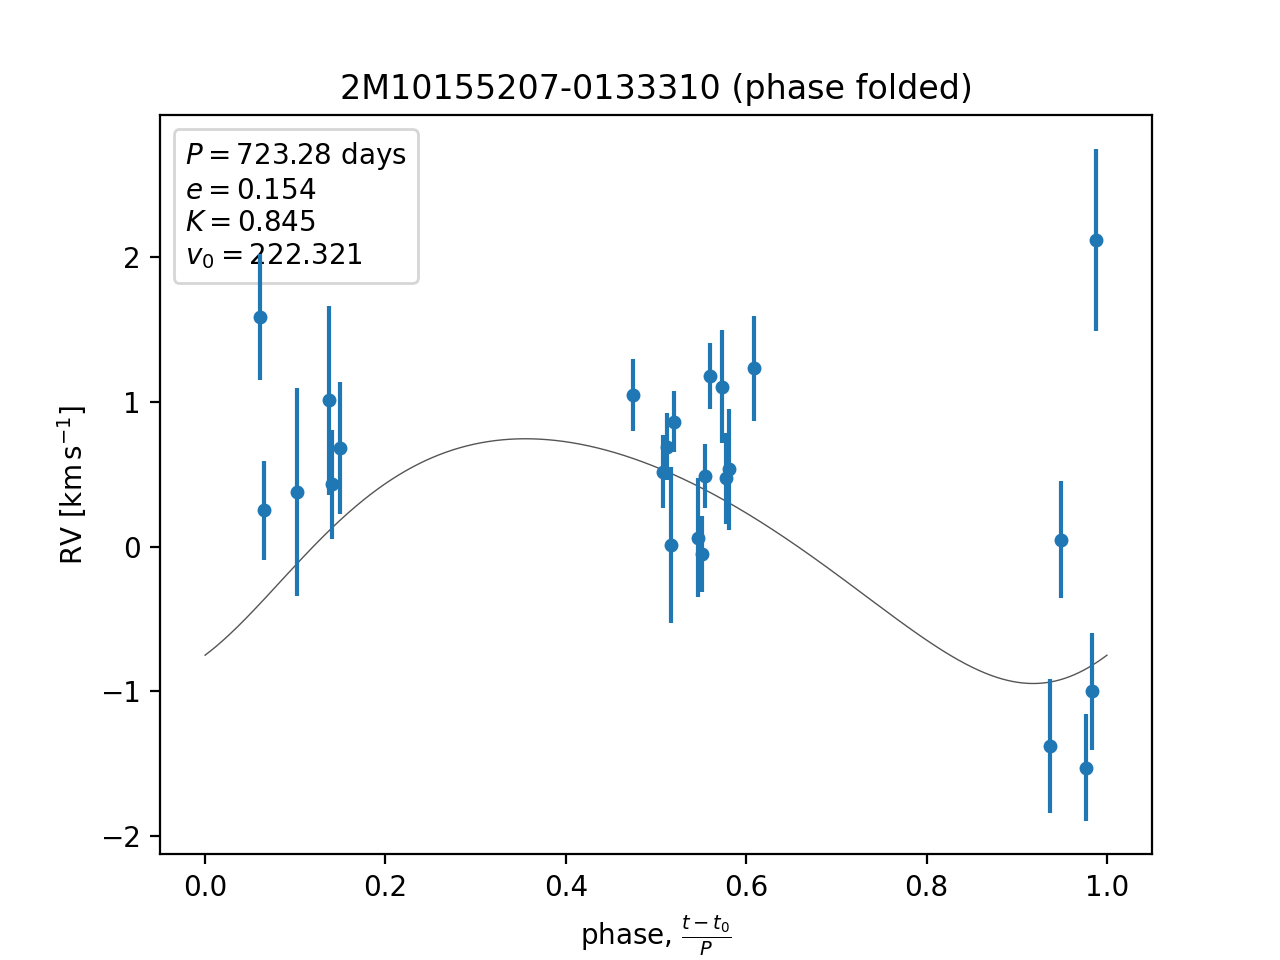 2M10155207-0133310 (phase folded)
P = 723.28 days
e = 0.154
K = 0.845
v₀ = 222.321
2
1
0
−1
−2
RV [km s⁻¹]
0.0 0.2 0.4 0.6 0.8 1.0
phase, (t − t₀)/P